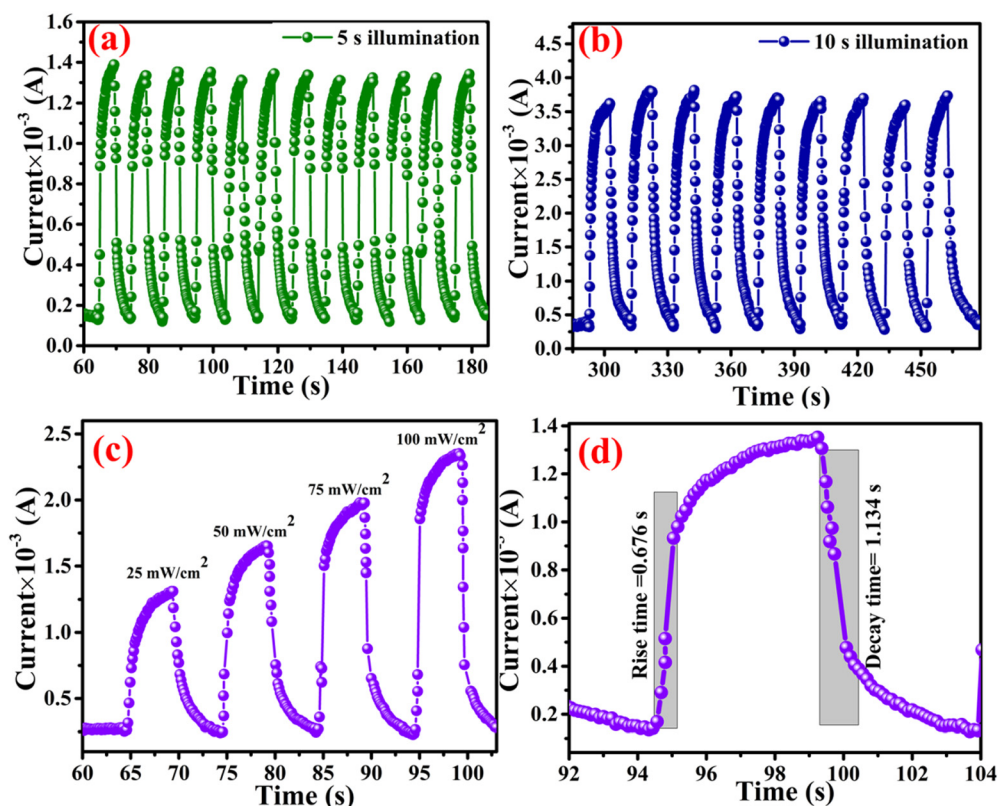 (a)
5 s illumination
Current×10⁻³ (A)
1.6
1.4
1.2
1.0
0.8
0.6
0.4
0.2
0.0
60 80 100 120 140 160 180
Time (s)
(b)
10 s illumination
Current×10⁻³ (A)
4.5
4.0
3.5
3.0
2.5
2.0
1.5
1.0
0.5
0.0
300 330 360 390 420 450
Time (s)
(c)
25 mW/cm²
50 mW/cm²
75 mW/cm²
100 mW/cm²
Current×10⁻³ (A)
2.5
2.0
1.5
1.0
0.5
60 65 70 75 80 85 90 95 100
Time (s)
(d)
Rise time =0.676 s
Decay time= 1.134 s
Current×10⁻³ (A)
1.4
1.2
1.0
0.8
0.6
0.4
0.2
92 94 96 98 100 102 104
Time (s)